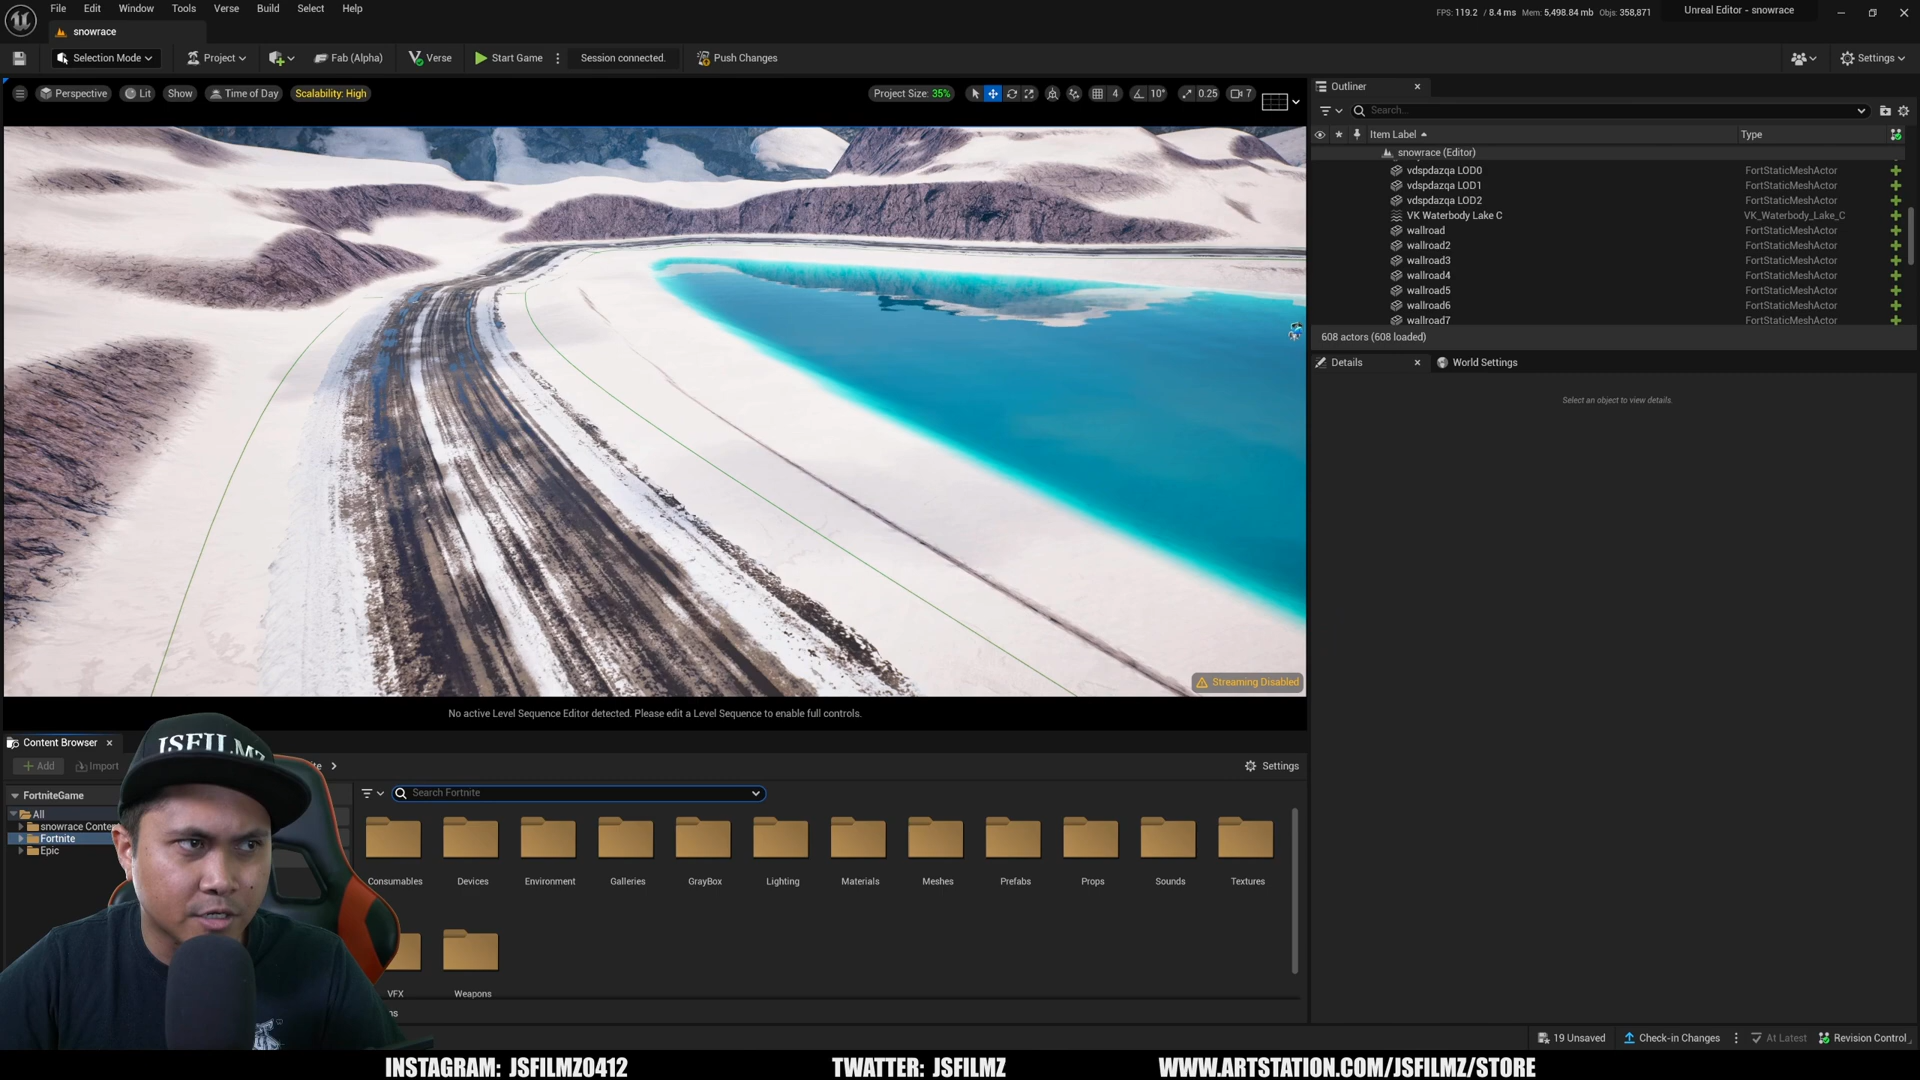 File Edit Window Tools Verse Build Select Help
FPS: 119.2 / 8.4 ms Mem: 5,498.84 mb Objs: 358,871
Unreal Editor - snowrace
snowrace
Selection Mode Project Fab (Alpha) Verse Start Game Session connected. Push Changes Settings
Perspective Lit Show Time of Day Scalability: High Project Size: 35% 4 10° 0.25 7
Outliner
Search...
Item Label Type
snowrace (Editor)
vdspdazqa LOD0 FortStaticMeshActor
vdspdazqa LOD1 FortStaticMeshActor
vdspdazqa LOD2 FortStaticMeshActor
VK Waterbody Lake C VK_Waterbody_Lake_C
wallroad FortStaticMeshActor
wallroad2 FortStaticMeshActor
wallroad3 FortStaticMeshActor
wallroad4 FortStaticMeshActor
wallroad5 FortStaticMeshActor
wallroad6 FortStaticMeshActor
wallroad7 FortStaticMeshActor
608 actors (608 loaded)
Details World Settings
Select an object to view details.
Streaming Disabled
No active Level Sequence Editor detected. Please edit a Level Sequence to enable full controls.
Content Browser
Add Import Settings
FortniteGame
Search Fortnite
All
snowrace Conten
Fortnite
Epic
Consumables Devices Environment Galleries GrayBox Lighting Materials Meshes Prefabs Props Sounds Textures
VFX Weapons
JSFILMZ
19 Unsaved Check-in Changes At Latest Revision Control
INSTAGRAM: JSFILMZ0412 TWATTER: JSFILMZ WWW.ARTSTATION.COM/JSFILMZ/STORE